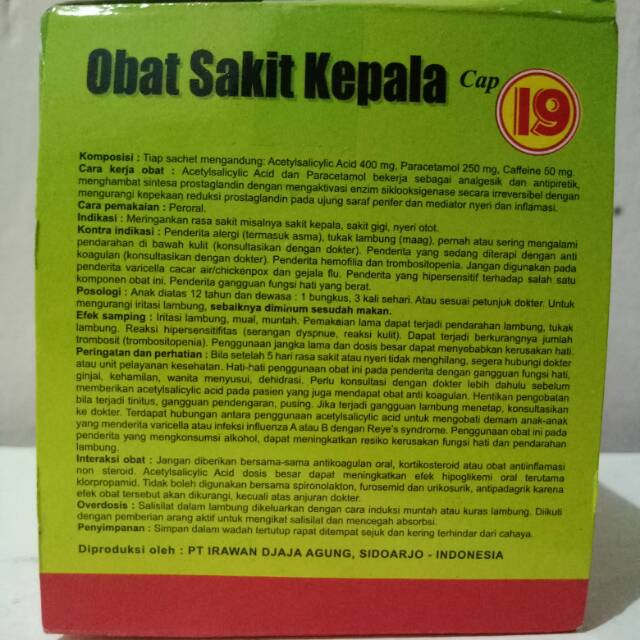 Obat Sakit Kepala Cap 19
Komposisi : Tiap sachet mengandung: Acetylsalicylic Acid 400 mg, Paracetamol 250 mg, Caffeine 50 mg.
Cara kerja obat : Acetylsalicylic Acid dan Paracetamol bekerja sebagai analgesik dan antipiretik,
menghambat sintesa prostaglandin dengan mengaktivasi enzim siklooksigenase secara irreversibel dengan
mengurangi kepekaan reduksi prostaglandin pada ujung saraf perifer dan mediator nyeri dan inflamasi.
Cara pemakaian : Peroral.
Indikasi : Meringankan rasa sakit misalnya sakit kepala, sakit gigi, nyeri otot.
Kontra indikasi : Penderita alergi (termasuk asma), tukak lambung (maag), pernah atau sering mengalami
pendarahan di bawah kulit (konsultasikan dengan dokter). Penderita yang sedang diterapi dengan anti
koagulan (konsultasikan dengan dokter). Penderita hemofilia dan trombositopenia. Jangan digunakan pada
penderita varicella cacar air/chickenpox dan gejala flu. Penderita yang hipersensitif terhadap salah satu
komponen obat ini. Penderita gangguan fungsi hati yang berat.
Posologi : Anak diatas 12 tahun dan dewasa : 1 bungkus, 3 kali sehari. Atau sesuai petunjuk dokter. Untuk
mengurangi iritasi lambung, sebaiknya diminum sesudah makan.
Efek samping : Iritasi lambung, mual, muntah. Pemakaian lama dapat terjadi pendarahan lambung, tukak
lambung. Reaksi hipersensitifitas (serangan dyspnue, reaksi kulit). Dapat terjadi berkurangnya jumlah
trombosit (trombositopenia). Penggunaan jangka lama dan dosis besar dapat menyebabkan kerusakan hati.
Peringatan dan perhatian : Bila setelah 5 hari rasa sakit atau nyeri tidak menghilang, segera hubungi dokter
atau unit pelayanan kesehatan. Hati-hati penggunaan obat ini pada penderita dengan gangguan fungsi hati,
ginjal, kehamilan, wanita menyusui, dehidrasi. Perlu konsultasi dengan dokter lebih dahulu sebelum
memberikan acetylsalicylic acid pada pasien yang juga mendapat obat anti koagulan. Hentikan pengobatan
bila terjadi tinitus, gangguan pendengaran, pusing. Jika terjadi gangguan lambung menetap, konsultasikan
ke dokter. Terdapat hubungan antara penggunaan acetylsalicylic acid untuk mengobati demam anak-anak
yang menderita varicella atau infeksi influenza A atau B dengan Reye's syndrome. Penggunaan obat ini pada
penderita yang mengkonsumsi alkohol, dapat meningkatkan resiko kerusakan fungsi hati dan pendarahan
lambung.
Interaksi obat : Jangan diberikan bersama-sama antikoagulan oral, kortikosteroid atau obat antiinflamasi
non steroid. Acetylsalicylic Acid dosis besar dapat meningkatkan efek hipoglikemi oral terutama
klorpropamid. Tidak boleh digunakan bersama spironolakton, furosemid dan urikosurik, antipadagrik karena
efek obat tersebut akan dikurangi, kecuali atas anjuran dokter.
Overdosis : Salisilat dalam lambung dikeluarkan dengan cara induksi muntah atau kuras lambung. Diikuti
dengan pemberian arang aktif untuk mengikat salisilat dan mencegah absorbsi.
Penyimpanan : Simpan dalam wadah tertutup rapat ditempat sejuk dan kering terhindar dari cahaya.
Diproduksi oleh : PT IRAWAN DJAJA AGUNG, SIDOARJO - INDONESIA